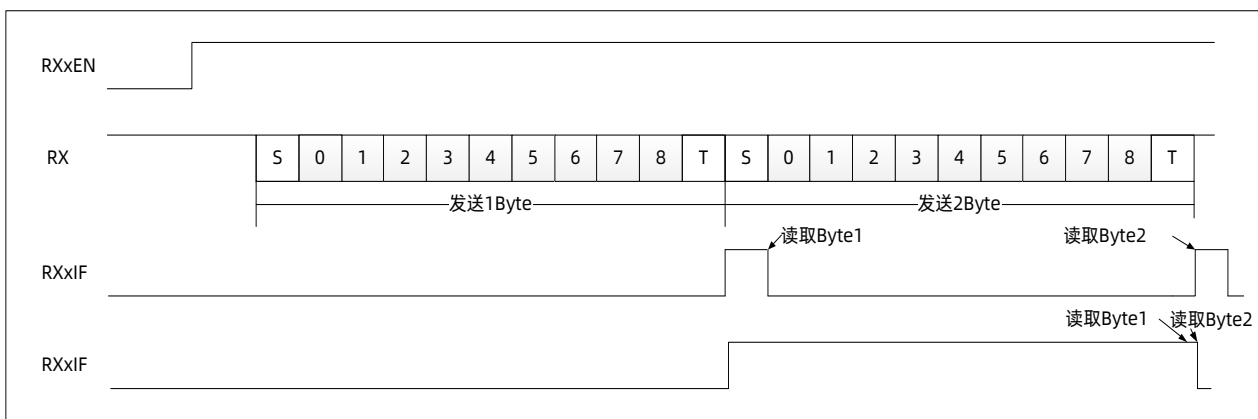 RXxEN
RX S 0 1 2 3 4 5 6 7 8 T S 0 1 2 3 4 5 6 7 8 T
发送1Byte 发送2Byte
读取Byte1 读取Byte2
RXxIF
读取Byte1 读取Byte2
RXxIF